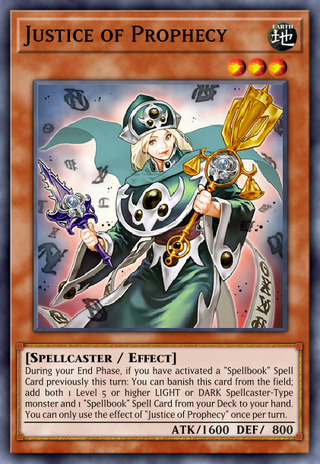 Justice of Prophecy
EARTH
地
[Spellcaster / Effect]
During your End Phase, if you have activated a "Spellbook" Spell
Card previously this turn: You can banish this card from the field;
add both 1 Level 5 or higher LIGHT or DARK Spellcaster-Type
monster and 1 "Spellbook" Spell Card from your Deck to your hand.
You can only use the effect of "Justice of Prophecy" once per turn.
ATK/1600 DEF/ 800